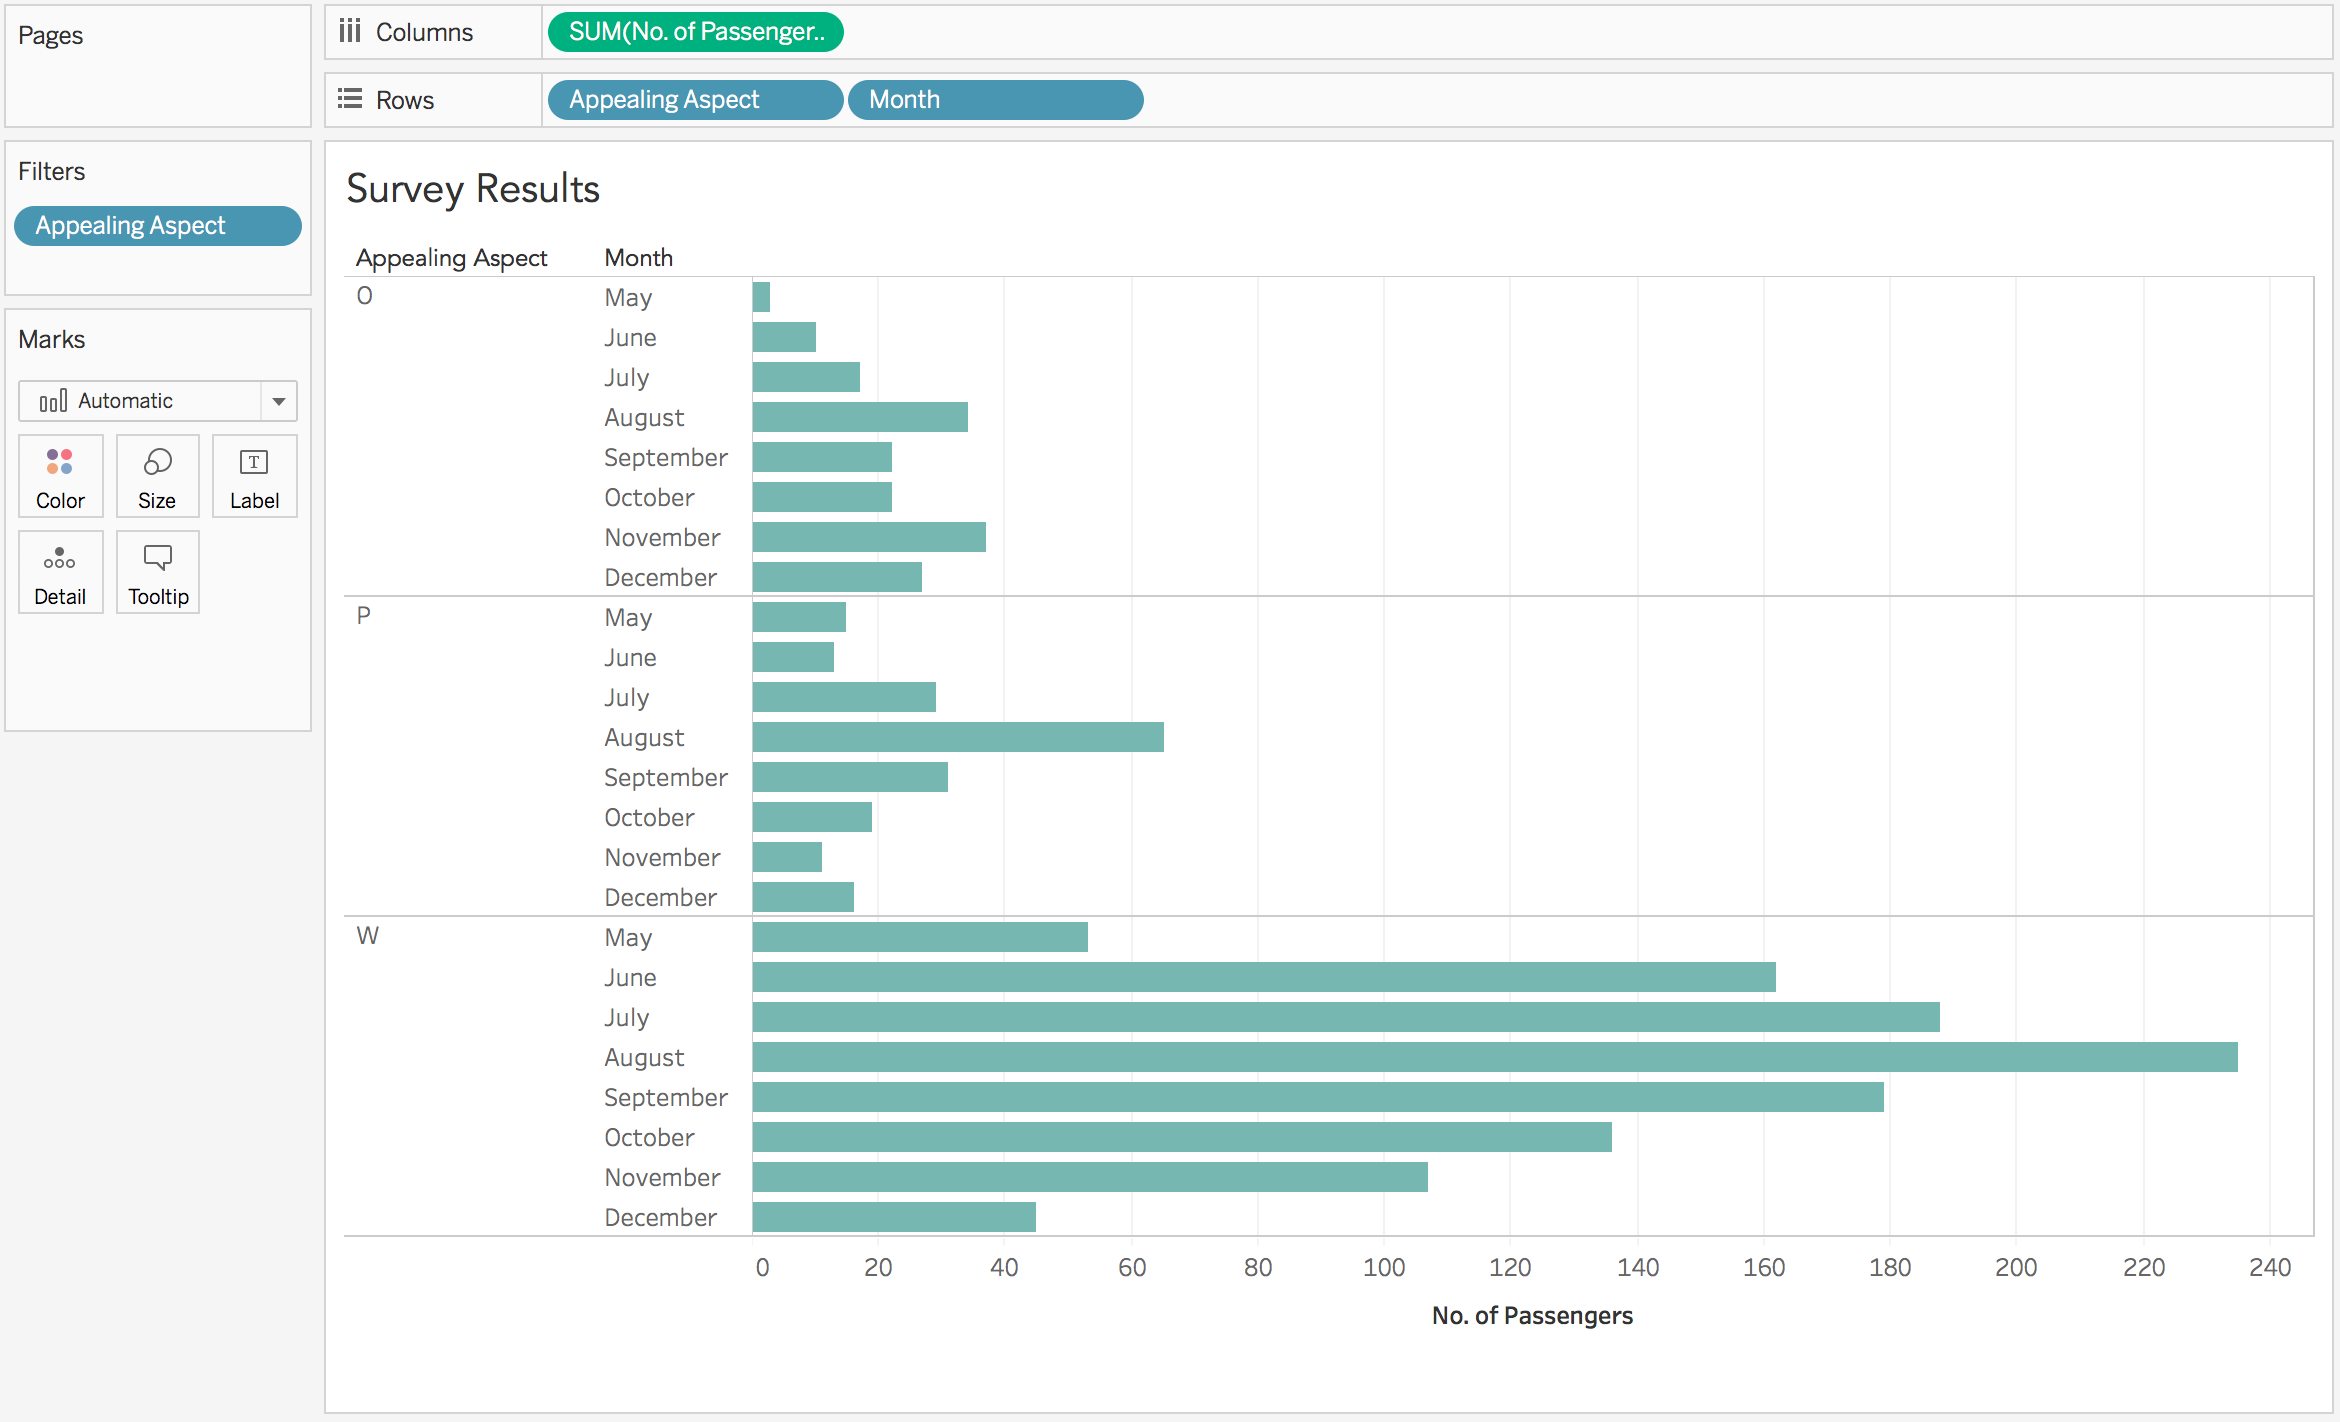 Pages
Columns
SUM(No. of Passenger..
Rows
Appealing Aspect
Month
Filters
Appealing Aspect
Marks
Automatic
Color
Size
Label
Detail
Tooltip
Survey Results
Appealing Aspect
Month
O
May
June
July
August
September
October
November
December
P
May
June
July
August
September
October
November
December
W
May
June
July
August
September
October
November
December
0 20 40 60 80 100 120 140 160 180 200 220 240
No. of Passengers